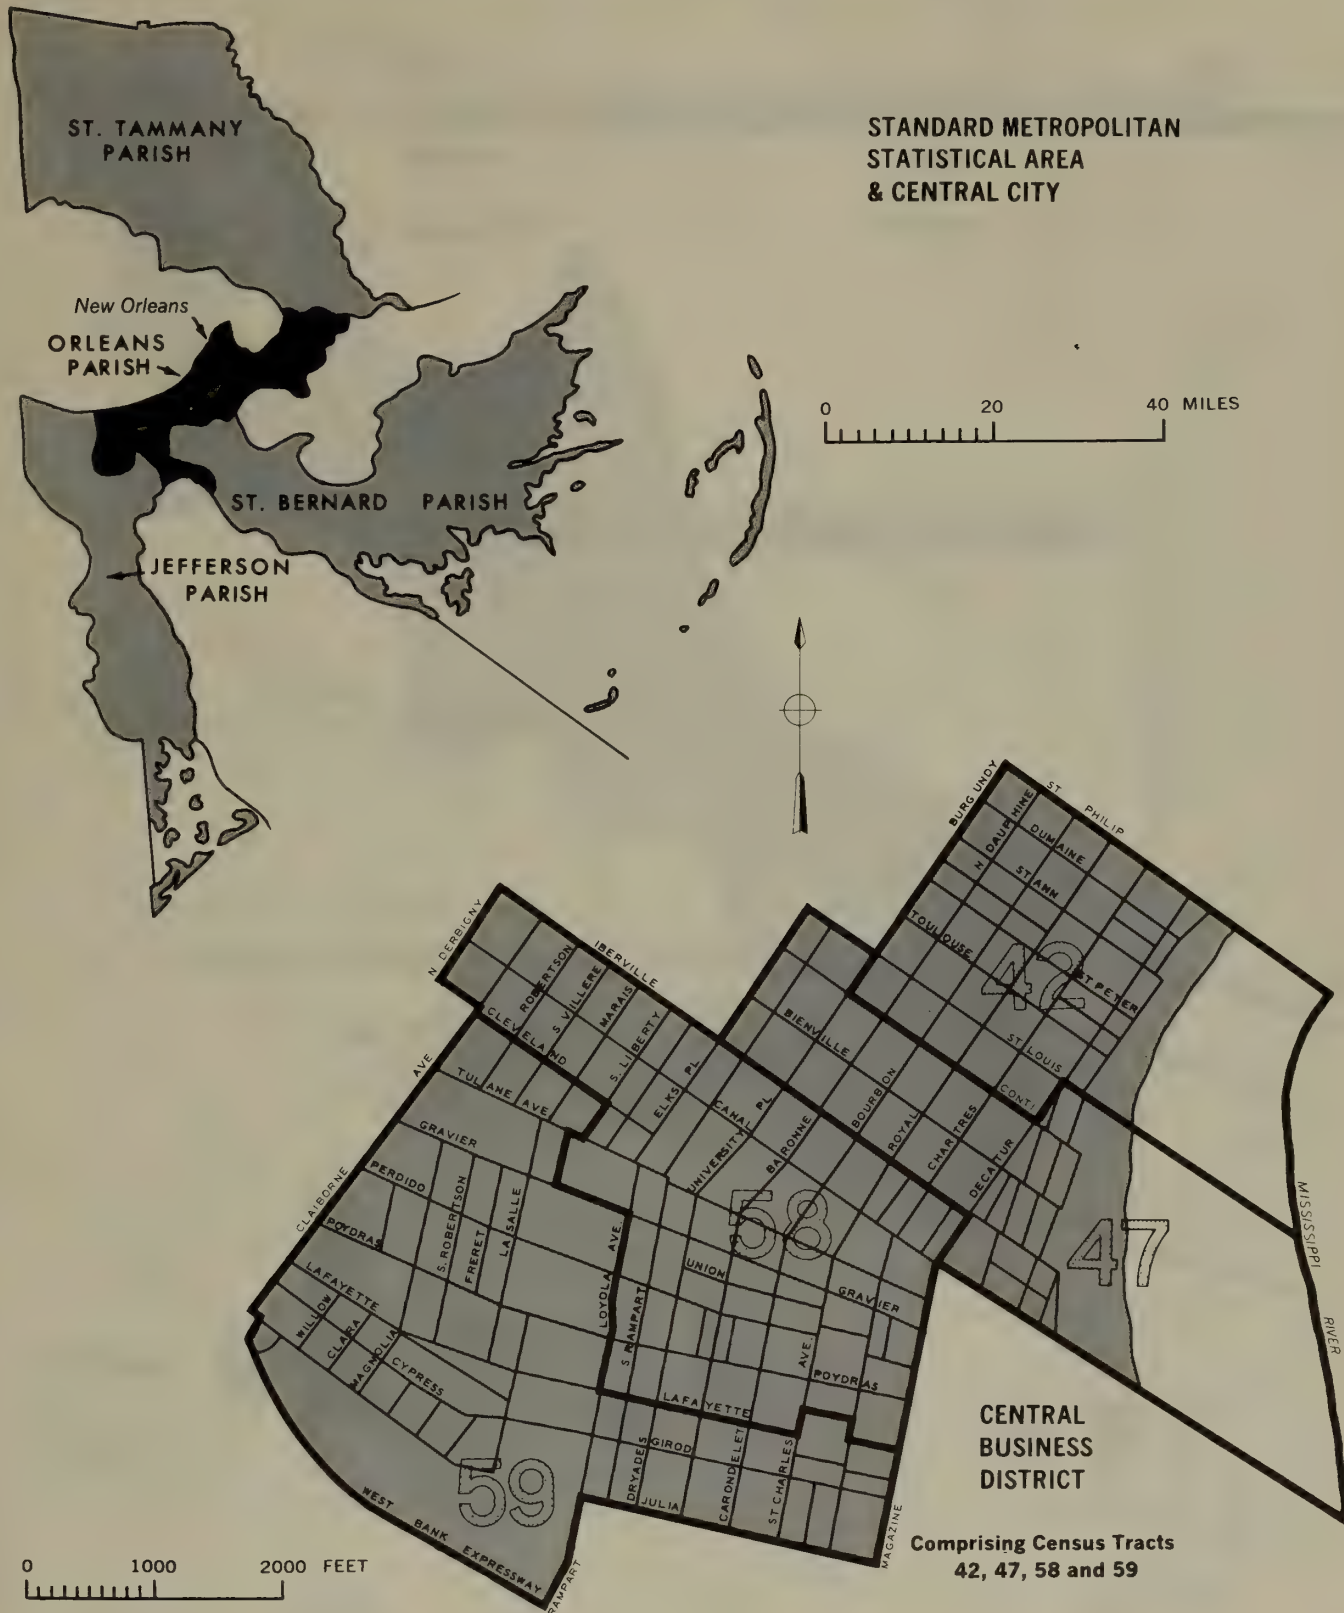 STANDARD METROPOLITAN
STATISTICAL AREA
& CENTRAL CITY
ST. TAMMANY
PARISH
New Orleans
ORLEANS
PARISH
ST. BERNARD PARISH
JEFFERSON
PARISH
0 20 40 MILES
BURGUNDY
ST PHILIP
N DAUPHINE
DUMAINE
ST ANN
TOULOUSE
42
ST PETER
ST LOUIS
CONTI
N DERBIGNY
IBERVILLE
ROBERTSON
S VILLERE
MARAIS
S. LIBERTY
CLEVELAND
ELKS PL
CANAL
UNIVERSITY PL
BARONNE
BIENVILLE
BOURBON
ROYAL
CHARTRES
DECATUR
CLAIBORNE AVE
TULANE AVE
GRAVIER
PERDIDO
POYDRAS
S. ROBERTSON
FRERET
LA SALLE
LAFAYETTE
WILLOW
CLARA
MAGNOLIA
CYPRESS
LOYOLA AVE.
S RAMPART
58
UNION
GRAVIER
AVE.
POYDRAS
LAFAYETTE
47
MISSISSIPPI RIVER
59
DRYADES
GIROD
JULIA
CARONDELET
ST CHARLES
MAGAZINE
WEST BANK EXPRESSWAY
RAMPART
CENTRAL
BUSINESS
DISTRICT
Comprising Census Tracts
42, 47, 58 and 59
0 1000 2000 FEET